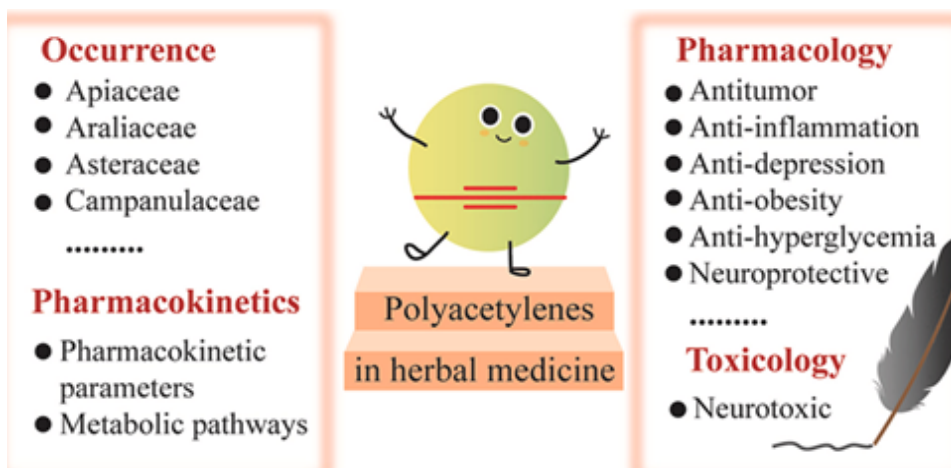 Occurrence
● Apiaceae
● Araliaceae
● Asteraceae
● Campanulaceae
.........
Pharmacokinetics
● Pharmacokinetic
parameters
● Metabolic pathways
Polyacetylenes
in herbal medicine
Pharmacology
● Antitumor
● Anti-inflammation
● Anti-depression
● Anti-obesity
● Anti-hyperglycemia
● Neuroprotective
.........
Toxicology
● Neurotoxic